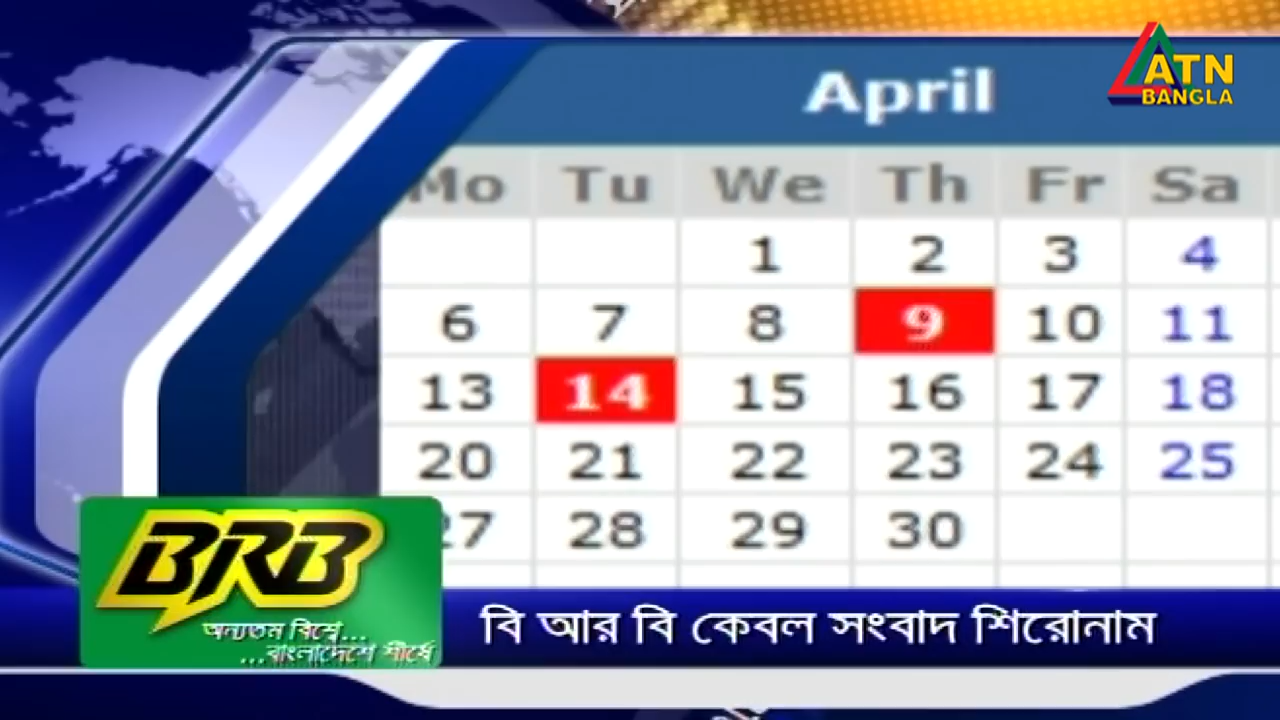 April
ATN
BANGLA
Mo Tu We Th Fr Sa
1 2 3 4
6 7 8 9 10 11
13 14 15 16 17 18
20 21 22 23 24 25
27 28 29 30
BRB
অন্যতম বিশ্বে...
...বাংলাদেশে শীর্ষে
বি আর বি কেবল সংবাদ শিরোনাম